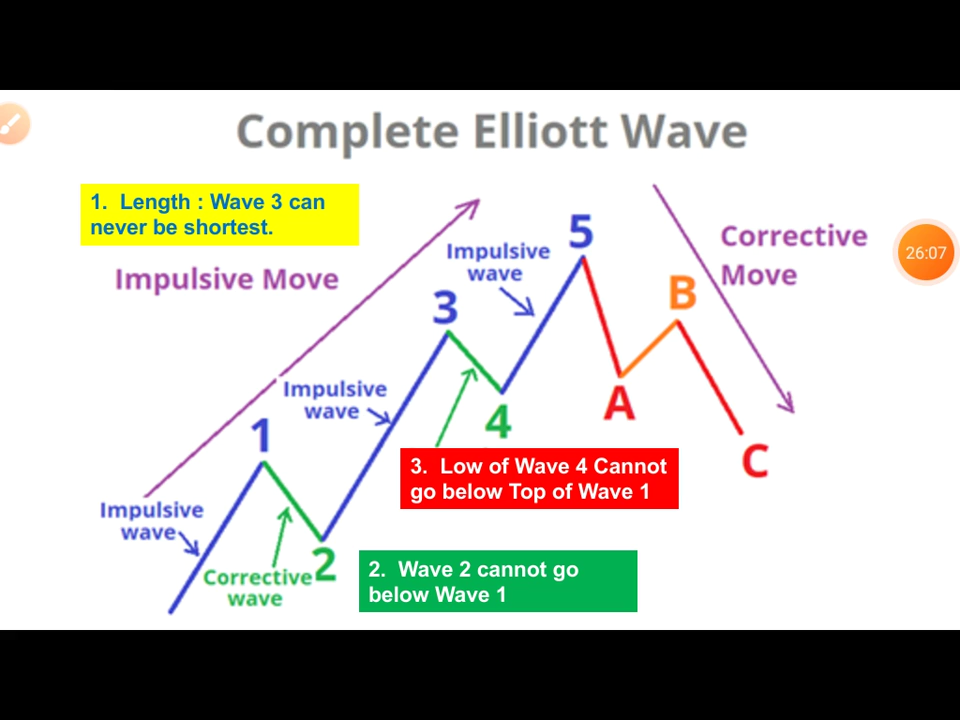 Complete Elliott Wave
1. Length : Wave 3 can
never be shortest.
Impulsive Move
Impulsive
wave
5
Corrective
Move
26:07
3
B
Impulsive
wave
1
4
A
C
3. Low of Wave 4 Cannot
go below Top of Wave 1
Impulsive
wave
Corrective
wave
2
2. Wave 2 cannot go
below Wave 1